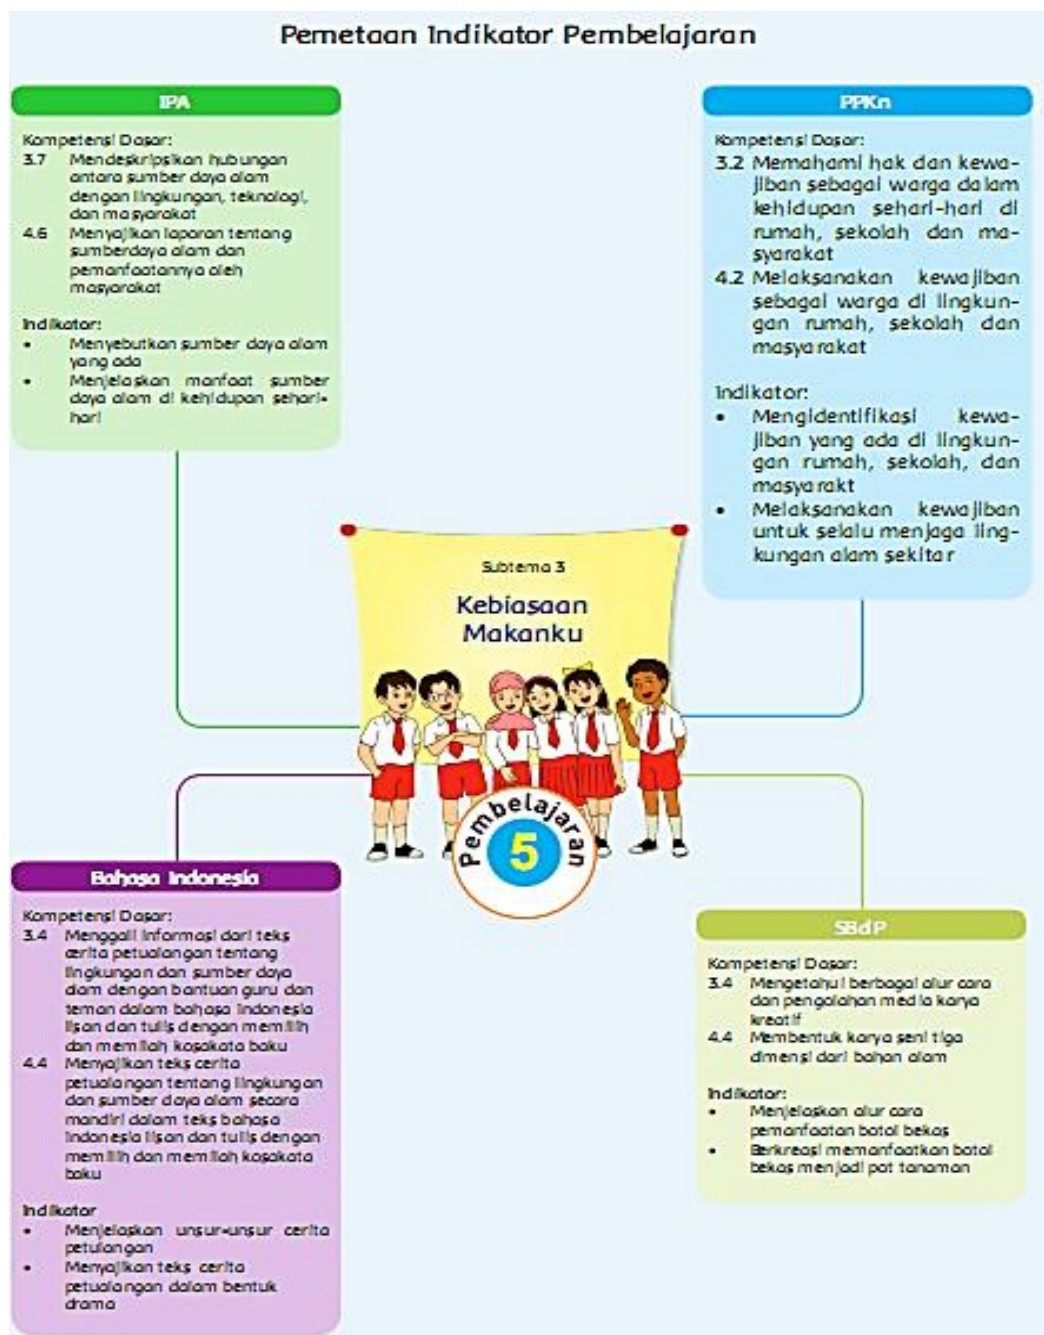 Pemetaan Indikator Pembelajaran
IPA
Kompetensi Dasar:
3.7 Mendeskripsikan hubungan
antara sumber daya alam
dengan lingkungan, teknologi,
dan masyarakat
4.6 Menyajikan laporan tentang
sumberdaya alam dan
pemanfaatannya oleh
masyarakat
Indikator:
• Menyebutkan sumber daya alam
yang ada
• Menjelaskan manfaat sumber
daya alam di kehidupan sehari-
hari
PPKn
Kompetensi Dasar:
3.2 Memahami hak dan kewa-
jiban sebagai warga dalam
kehidupan sehari-hari di
rumah, sekolah dan ma-
syarakat
4.2 Melaksanakan kewajiban
sebagai warga di lingkun-
gan rumah, sekolah dan
masyarakat
Indikator:
• Mengidentifikasi kewa-
jiban yang ada di lingkun-
gan rumah, sekolah, dan
masyarakt
• Melaksanakan kewajiban
untuk selalu menjaga ling-
kungan alam sekitar
Subtema 3
Kebiasaan
Makanku
Pembelajaran
5
Bahasa Indonesia
Kompetensi Dasar:
3.4 Menggali informasi dari teks
cerita petualangan tentang
lingkungan dan sumber daya
alam dengan bantuan guru dan
teman dalam bahasa Indonesia
lisan dan tulis dengan memilih
dan memilah kosakata baku
4.4 Menyajikan teks cerita
petualangan tentang lingkungan
dan sumber daya alam secara
mandiri dalam teks bahasa
Indonesia lisan dan tulis dengan
memilih dan memilah kosakata
baku
Indikator
• Menjelaskan unsur-unsur cerita
petulangan
• Menyajikan teks cerita
petualangan dalam bentuk
drama
SBdP
Kompetensi Dasar:
3.4 Mengetahui berbagai alur cara
dan pengolahan media karya
kreatif
4.4 Membentuk karya seni tiga
dimensi dari bahan alam
Indikator:
• Menjelaskan alur cara
pemanfaatan botol bekas
• Berkreasi memanfaatkan botol
bekas menjadi pot tanaman